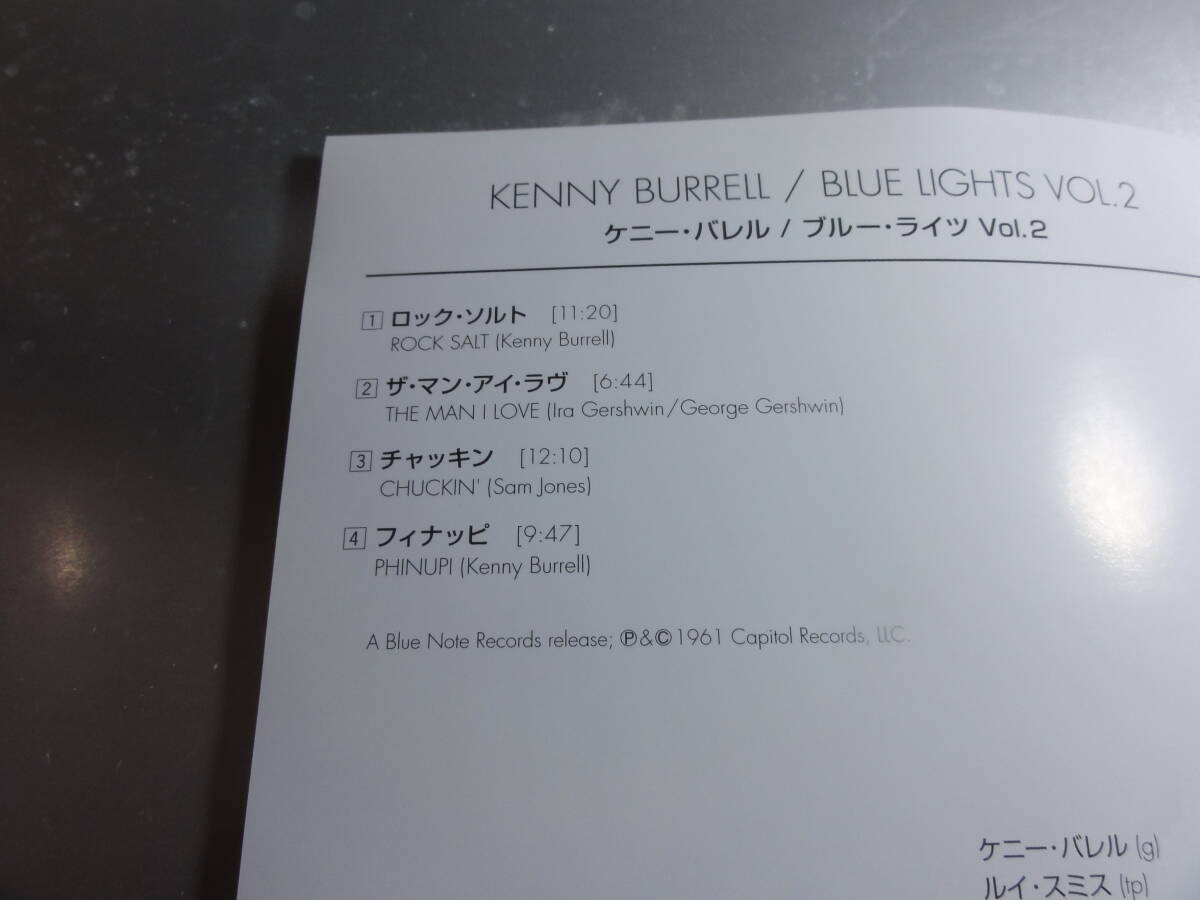 KENNY BURRELL / BLUE LIGHTS VOL.2
ケニー・バレル / ブルー・ライツ Vol.2
1 ロック・ソルト [11:20]
ROCK SALT (Kenny Burrell)
2 ザ・マン・アイ・ラヴ [6:44]
THE MAN I LOVE (Ira Gershwin/George Gershwin)
3 チャッキン [12:10]
CHUCKIN' (Sam Jones)
4 フィナッピ [9:47]
PHINUPI (Kenny Burrell)
A Blue Note Records release; ℗&©1961 Capitol Records, LLC.
ケニー・バレル (g)
ルイ・スミス (tp)